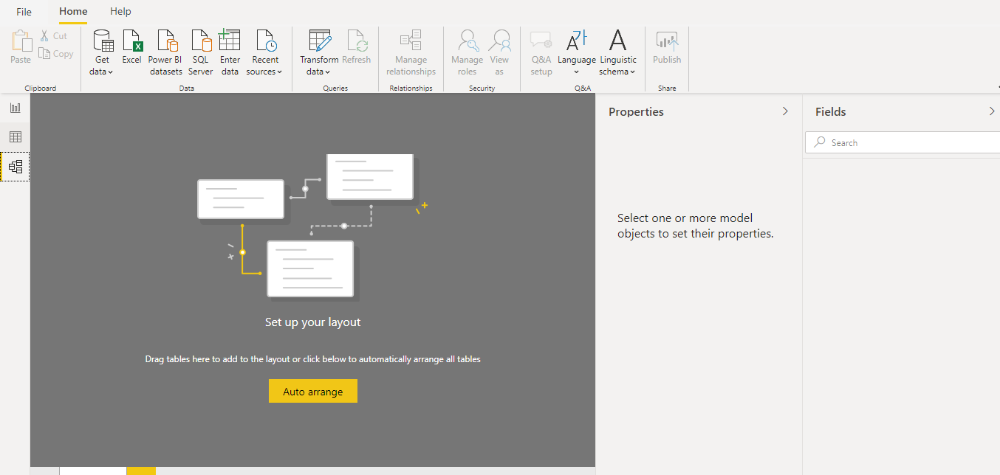 File Home Help
Cut
Copy
Paste
Get data
Excel
Power BI datasets
SQL Server
Enter data
Recent sources
Transform data
Refresh
Manage relationships
Manage roles
View as
Q&A setup
Language
Linguistic schema
Publish
Clipboard Data Queries Relationships Security Q&A Share
Properties
Fields
Search
Select one or more model
objects to set their properties.
Set up your layout
Drag tables here to add to the layout or click below to automatically arrange all tables
Auto arrange